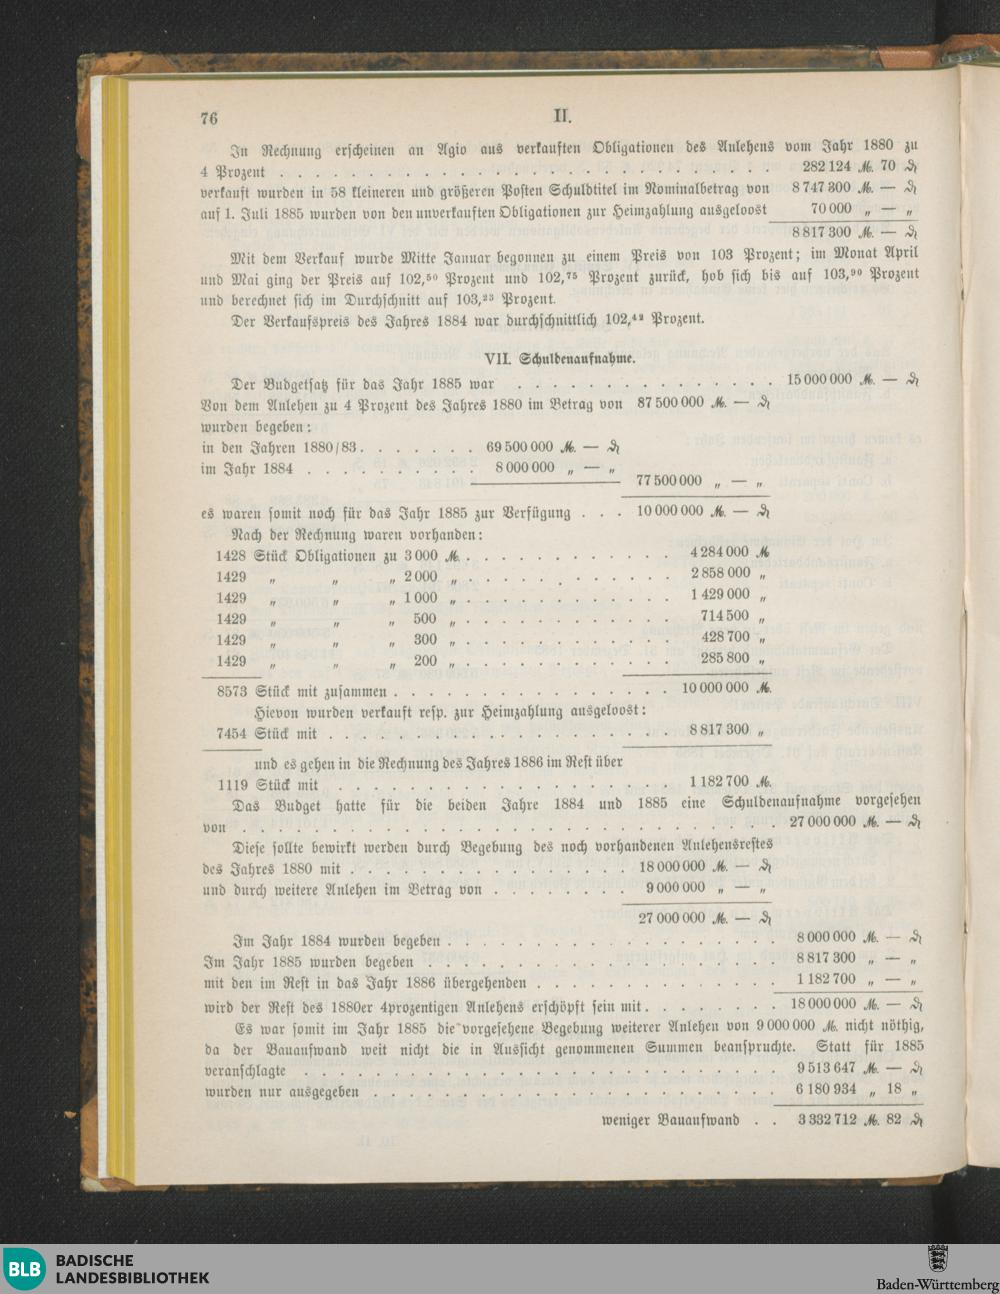 76
II.
In Rechnung erscheinen an Agio aus verkauften Obligationen des Anlehens vom Jahr 1880 zu
4 Prozent . . . . . . . . . . 282 124 ℳ. 70 ₰
verkauft wurden in 58 kleineren und größeren Posten Schuldtitel im Nominalbetrag von 8 747 300 ℳ. — ₰
auf 1. Juli 1885 wurden von den unverkauften Obligationen zur Heimzahlung ausgeloost 70 000 „ — „
8 817 300 ℳ. — ₰
Mit dem Verkauf wurde Mitte Januar begonnen zu einem Preis von 103 Prozent; im Monat April
und Mai ging der Preis auf 102,⁵⁰ Prozent und 102,⁷⁵ Prozent zurück, hob sich bis auf 103,⁹⁰ Prozent
und berechnet sich im Durchschnitt auf 103,²³ Prozent.
Der Verkaufspreis des Jahres 1884 war durchschnittlich 102,⁴² Prozent.
VII. Schuldenaufnahme.
Der Budgetsatz für das Jahr 1885 war . . . . . . . . . . 15 000 000 ℳ. — ₰
Von dem Anlehen zu 4 Prozent des Jahres 1880 im Betrag von 87 500 000 ℳ. — ₰
wurden begeben:
in den Jahren 1880/83 . . . . . . . 69 500 000 ℳ. — ₰
im Jahr 1884 . . . . . . . . . 8 000 000 „ — „
77 500 000 „ — „
es waren somit noch für das Jahr 1885 zur Verfügung . . . 10 000 000 ℳ. — ₰
Nach der Rechnung waren vorhanden:
1428 Stück Obligationen zu 3 000 ℳ. . . . . . . . . . . 4 284 000 ℳ
1429 „ „ „ 2 000 „ . . . . . . . . . . 2 858 000 „
1429 „ „ „ 1 000 „ . . . . . . . . . . 1 429 000 „
1429 „ „ „ 500 „ . . . . . . . . . . 714 500 „
1429 „ „ „ 300 „ . . . . . . . . . . 428 700 „
1429 „ „ „ 200 „ . . . . . . . . . . 285 800 „
8573 Stück mit zusammen . . . . . . . . . . 10 000 000 ℳ.
Hievon wurden verkauft resp. zur Heimzahlung ausgeloost:
7454 Stück mit . . . . . . . . . . 8 817 300 „
und es gehen in die Rechnung des Jahres 1886 im Rest über
1119 Stück mit . . . . . . . . . . 1 182 700 ℳ.
Das Budget hatte für die beiden Jahre 1884 und 1885 eine Schuldenaufnahme vorgesehen
von . . . . . . . . . . 27 000 000 ℳ. — ₰
Diese sollte bewirkt werden durch Begebung des noch vorhandenen Anlehensrestes
des Jahres 1880 mit . . . . . . . . . . 18 000 000 ℳ. — ₰
und durch weitere Anlehen im Betrag von . . . . . . . 9 000 000 „ — „
27 000 000 ℳ. — ₰
Im Jahr 1884 wurden begeben . . . . . . . . . . 8 000 000 ℳ. — ₰
Im Jahr 1885 wurden begeben . . . . . . . . . . 8 817 300 „ — „
mit den im Rest in das Jahr 1886 übergehenden . . . . . . . . . . 1 182 700 „ — „
wird der Rest des 1880er 4prozentigen Anlehens erschöpft sein mit . . . . . . . 18 000 000 ℳ. — ₰
Es war somit im Jahr 1885 die vorgesehene Begebung weiterer Anlehen von 9 000 000 ℳ. nicht nöthig,
da der Bauaufwand weit nicht die in Aussicht genommenen Summen beanspruchte. Statt für 1885
veranschlagte . . . . . . . . . . 9 513 647 ℳ. — ₰
wurden nur ausgegeben . . . . . . . . . . 6 180 934 „ 18 „
weniger Bauaufwand . . 3 332 712 ℳ. 82 ₰
BLB
BADISCHE
LANDESBIBLIOTHEK
Baden-Württemberg